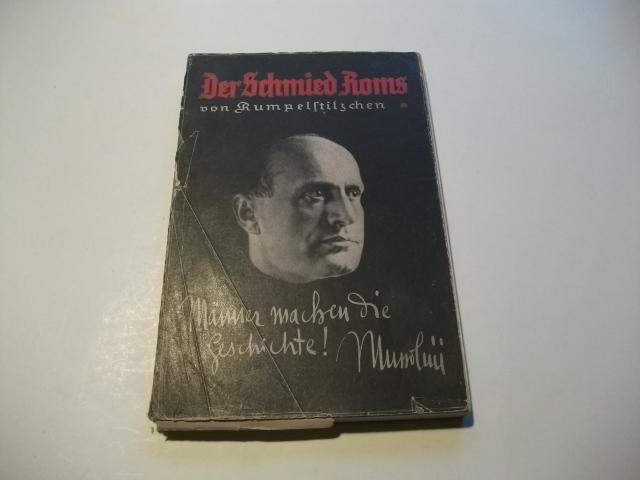 Der Schmied Roms
von Rumpelstilzchen
Männer machen die
Geschichte! Mussolini